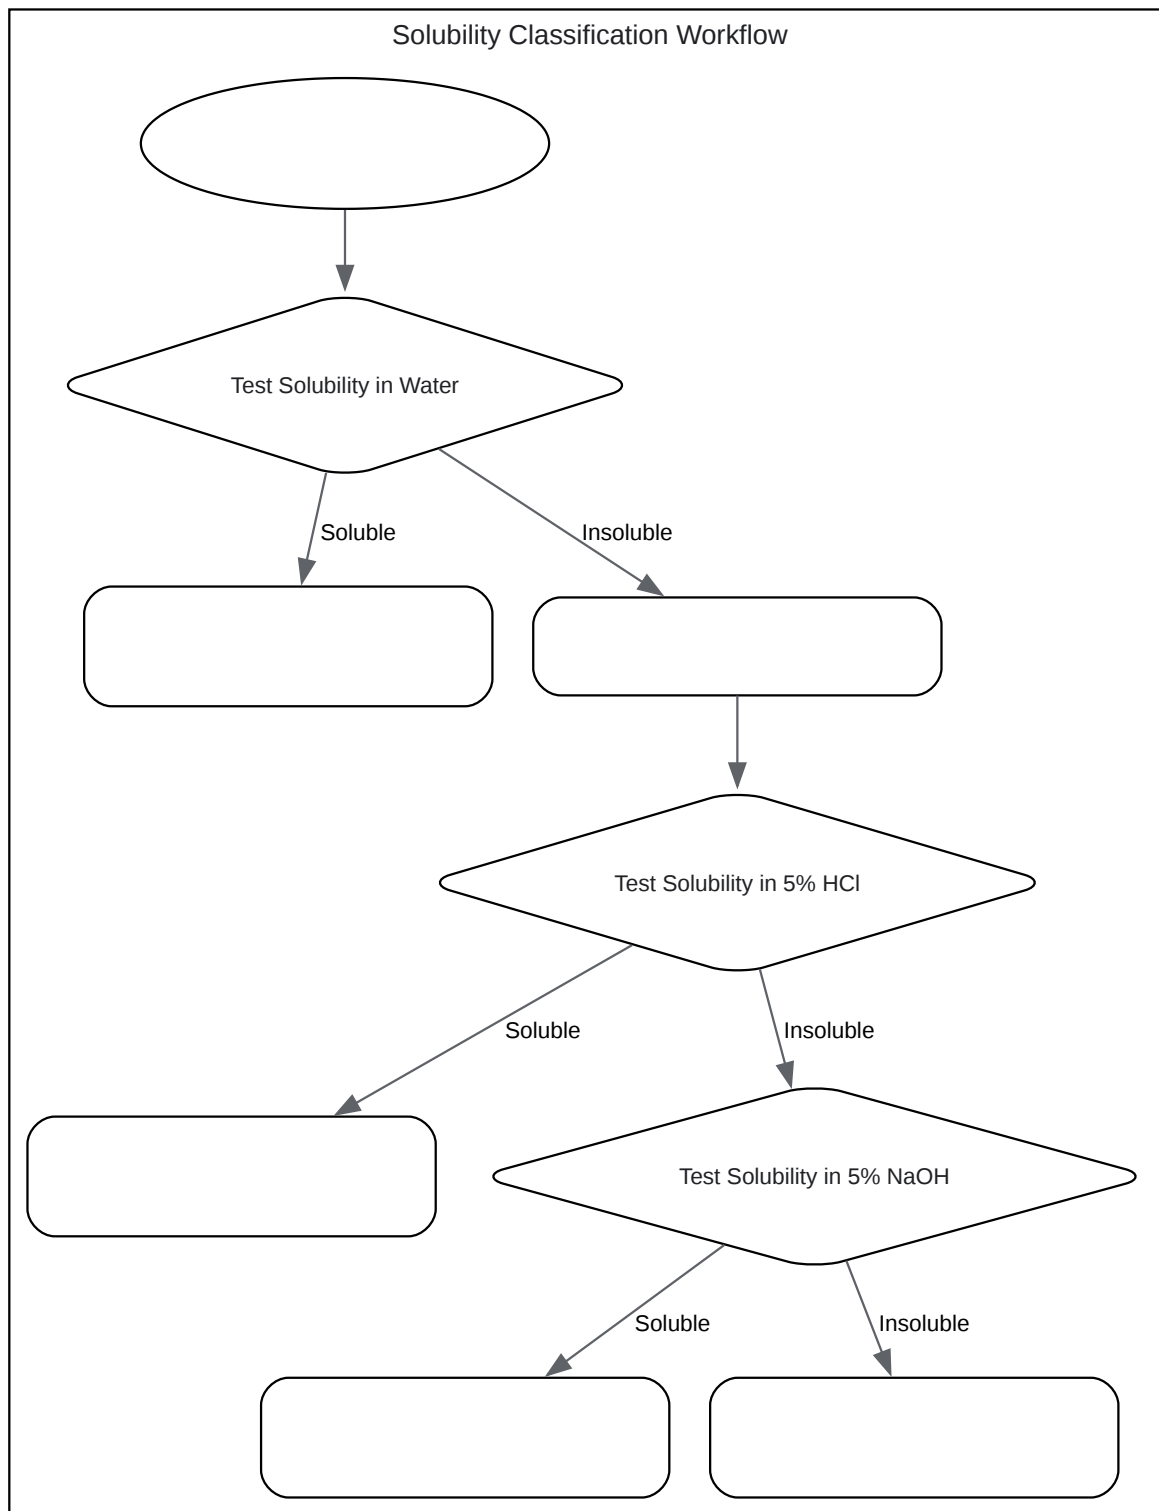 Solubility Classification Workflow
Test Solubility in Water
Soluble
Insoluble
Test Solubility in 5% HCl
Soluble
Insoluble
Test Solubility in 5% NaOH
Soluble
Insoluble